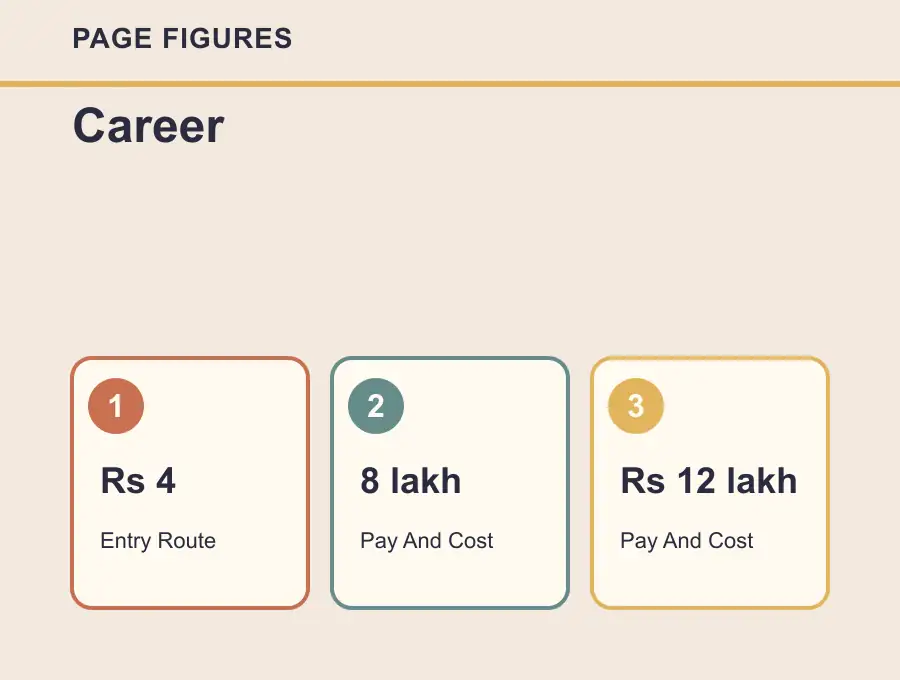 PAGE FIGURES
Career
1
Rs 4
Entry Route
2
8 lakh
Pay And Cost
3
Rs 12 lakh
Pay And Cost